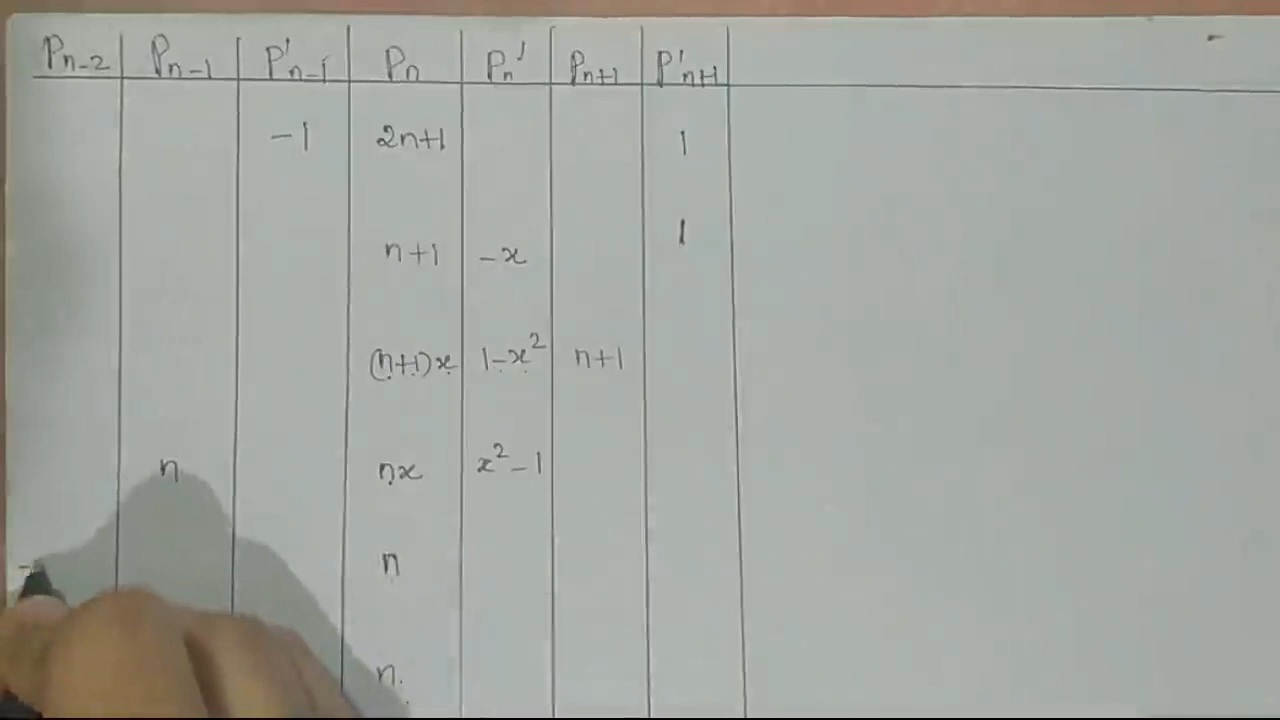 Pn-2 Pn-1 P'n-1 Pn Pn' Pn+1 P'n+1
-1 2n+1 1
n+1 -x 1
(n+1)x 1-x² n+1
n nx x²-1
n
n